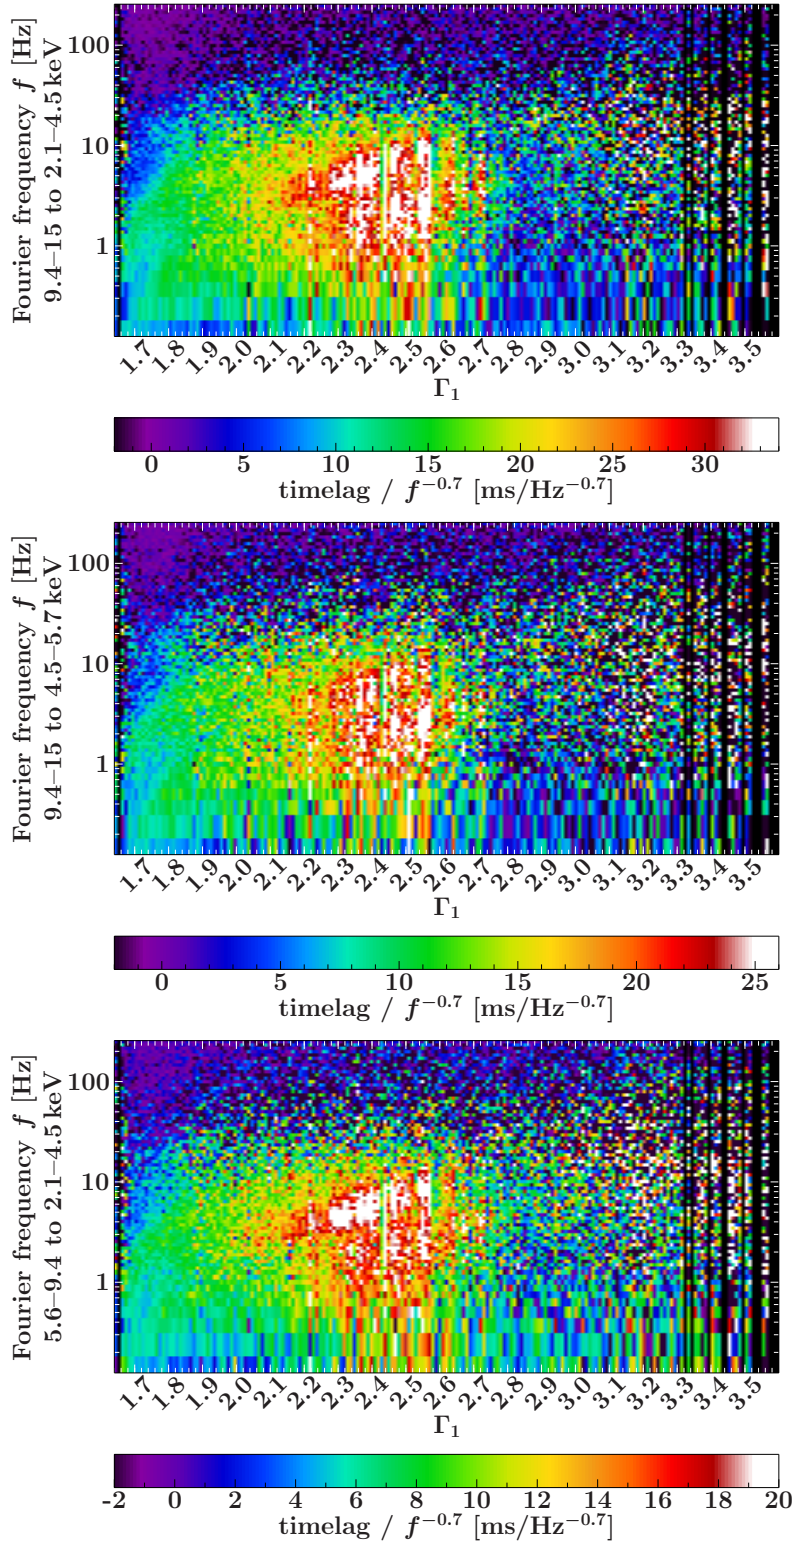 Fourier frequency f [Hz]
9.4–15 to 2.1–4.5 keV
100
10
1
1.7 1.8 1.9 2.0 2.1 2.2 2.3 2.4 2.5 2.6 2.7 2.8 2.9 3.0 3.1 3.2 3.3 3.4 3.5
Γ₁
0 5 10 15 20 25 30
timelag / f⁻⁰·⁷ [ms/Hz⁻⁰·⁷]
Fourier frequency f [Hz]
9.4–15 to 4.5–5.7 keV
100
10
1
1.7 1.8 1.9 2.0 2.1 2.2 2.3 2.4 2.5 2.6 2.7 2.8 2.9 3.0 3.1 3.2 3.3 3.4 3.5
Γ₁
0 5 10 15 20 25
timelag / f⁻⁰·⁷ [ms/Hz⁻⁰·⁷]
Fourier frequency f [Hz]
5.6–9.4 to 2.1–4.5 keV
100
10
1
1.7 1.8 1.9 2.0 2.1 2.2 2.3 2.4 2.5 2.6 2.7 2.8 2.9 3.0 3.1 3.2 3.3 3.4 3.5
Γ₁
-2 0 2 4 6 8 10 12 14 16 18 20
timelag / f⁻⁰·⁷ [ms/Hz⁻⁰·⁷]